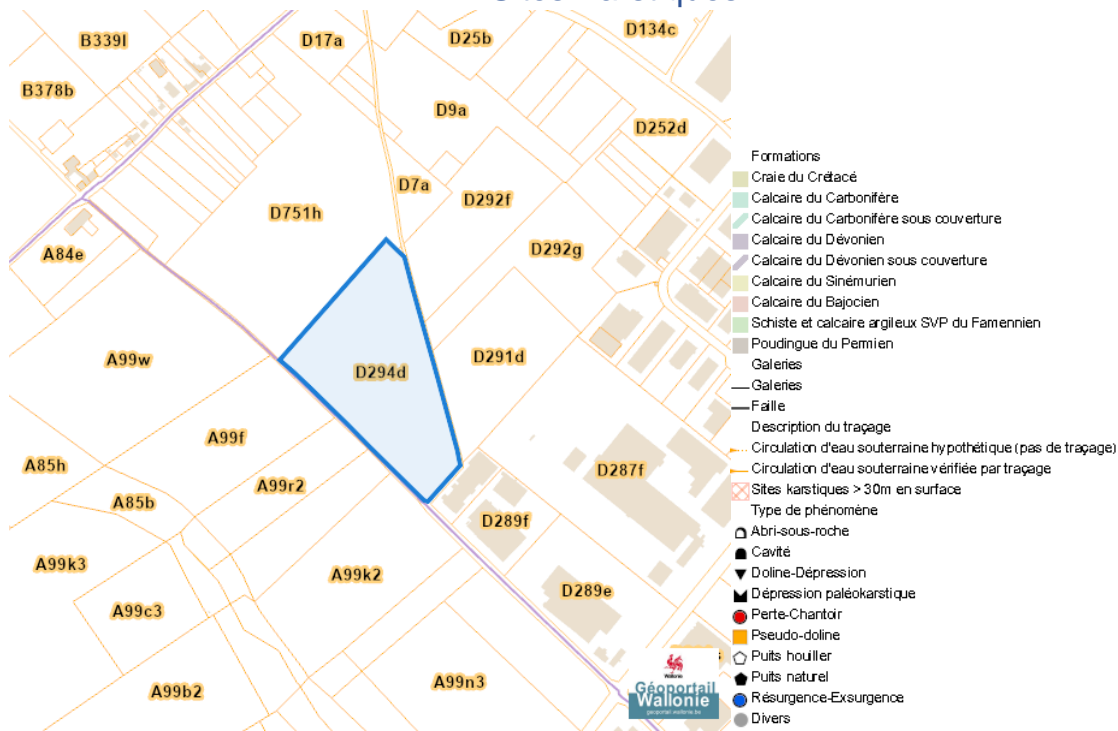 B339l
D17a
D25b
D134c
B378b
D9a
D252d
D7a
D292f
D751h
A84e
D292g
A99w
D294d
D291d
A99f
A85h
A99r2
D287f
A85b
D289f
A99k3
A99k2
A99c3
D289e
A99b2
A99n3
Wallonie
Géoportail
Wallonie
geoportail.wallonie.be
Formations
Craie du Crétacé
Calcaire du Carbonifère
Calcaire du Carbonifère sous couverture
Calcaire du Dévonien
Calcaire du Dévonien sous couverture
Calcaire du Sinémurien
Calcaire du Bajocien
Schiste et calcaire argileux SVP du Famennien
Poudingue du Permien
Galeries
Galeries
Faille
Description du traçage
Circulation d'eau souterraine hypothétique (pas de traçage)
Circulation d'eau souterraine vérifiée par traçage
Sites karstiques > 30m en surface
Type de phénomène
Abri-sous-roche
Cavité
Doline-Dépression
Dépression paléokarstique
Perte-Chantoir
Pseudo-doline
Puits houiller
Puits naturel
Résurgence-Exsurgence
Divers